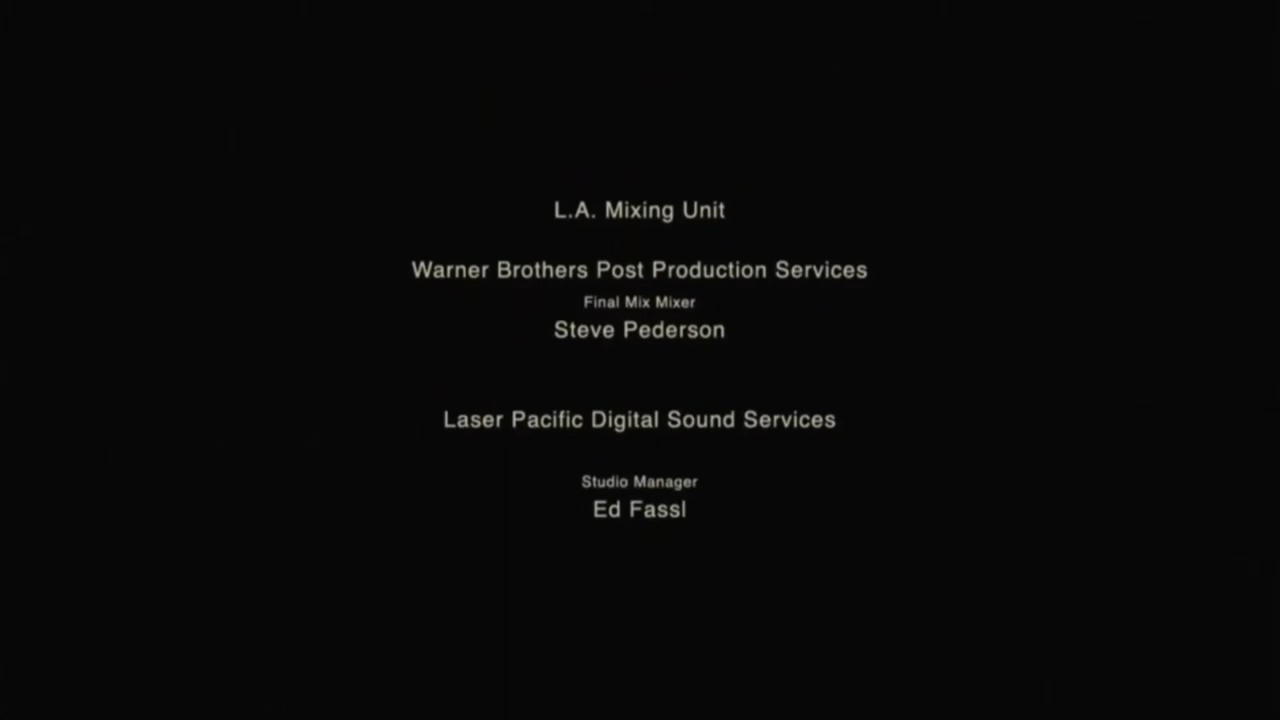 L.A. Mixing Unit
Warner Brothers Post Production Services
Final Mix Mixer
Steve Pederson
Laser Pacific Digital Sound Services
Studio Manager
Ed Fassl